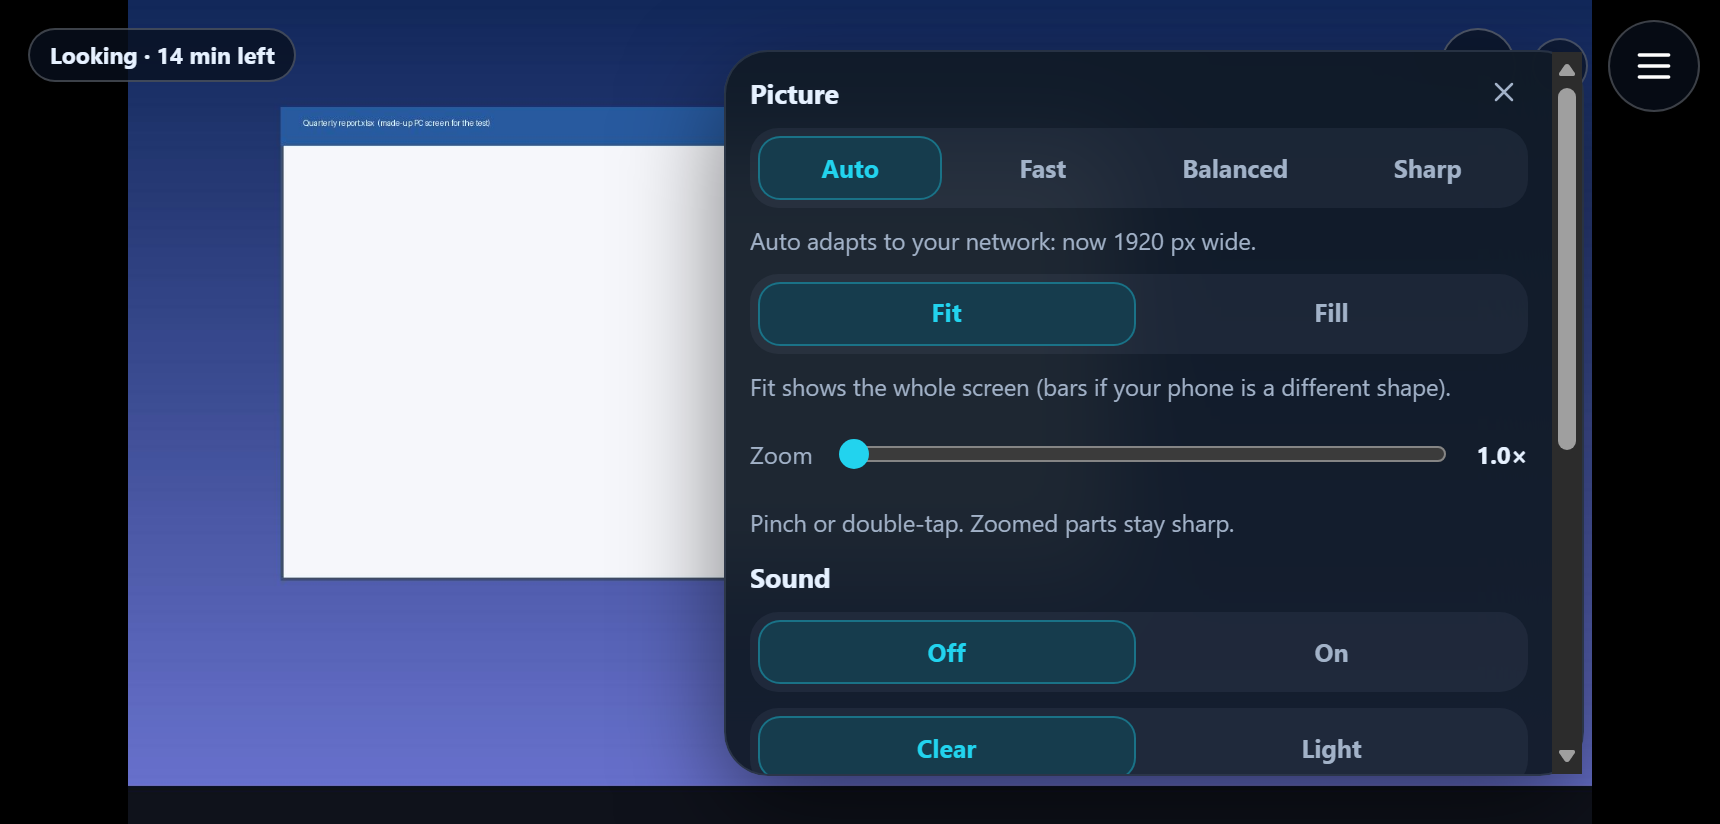 Looking · 14 min left
Quarterly report.xlsx (made-up PC screen for the test)
Picture
Auto Fast Balanced Sharp
Auto adapts to your network: now 1920 px wide.
Fit Fill
Fit shows the whole screen (bars if your phone is a different shape).
Zoom 1.0×
Pinch or double-tap. Zoomed parts stay sharp.
Sound
Off On
Clear Light